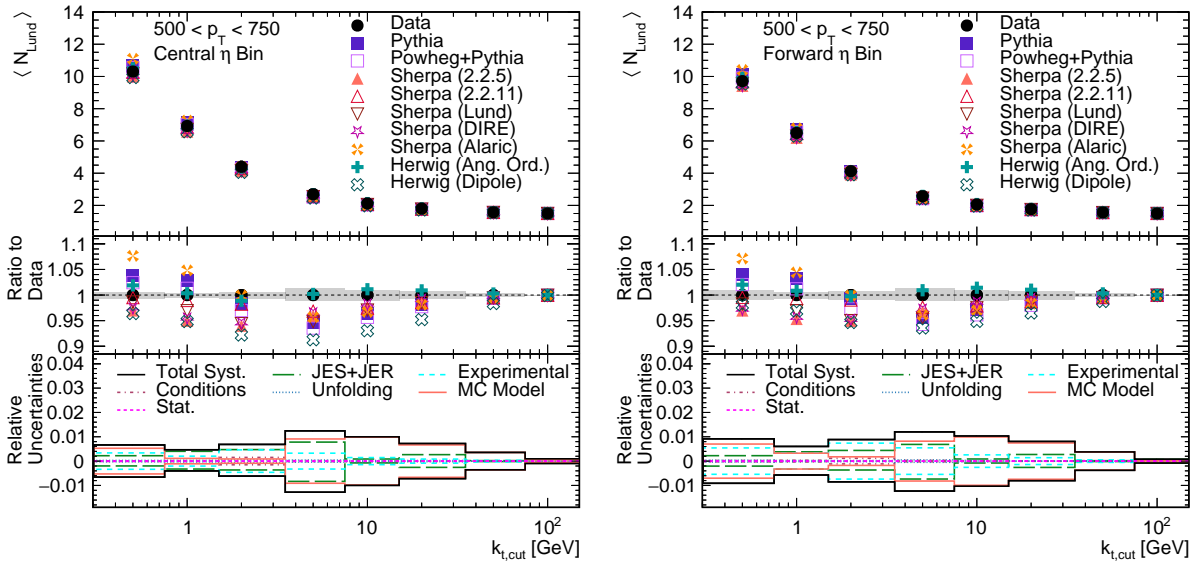 ⟨ N_Lund ⟩
14
12
10
8
6
4
2
500 < p_T < 750
Central η Bin
Data
Pythia
Powheg+Pythia
Sherpa (2.2.5)
Sherpa (2.2.11)
Sherpa (Lund)
Sherpa (DIRE)
Sherpa (Alaric)
Herwig (Ang. Ord.)
Herwig (Dipole)
Ratio to
Data
1.1
1.05
1
0.95
0.9
Relative
Uncertainties
0.04
0.03
0.02
0.01
0
−0.01
Total Syst.
JES+JER
Experimental
Conditions
Unfolding
MC Model
Stat.
1
10
10²
k_t,cut [GeV]
⟨ N_Lund ⟩
14
12
10
8
6
4
2
500 < p_T < 750
Forward η Bin
Data
Pythia
Powheg+Pythia
Sherpa (2.2.5)
Sherpa (2.2.11)
Sherpa (Lund)
Sherpa (DIRE)
Sherpa (Alaric)
Herwig (Ang. Ord.)
Herwig (Dipole)
Ratio to
Data
1.1
1.05
1
0.95
0.9
Relative
Uncertainties
0.04
0.03
0.02
0.01
0
−0.01
Total Syst.
JES+JER
Experimental
Conditions
Unfolding
MC Model
Stat.
1
10
10²
k_t,cut [GeV]